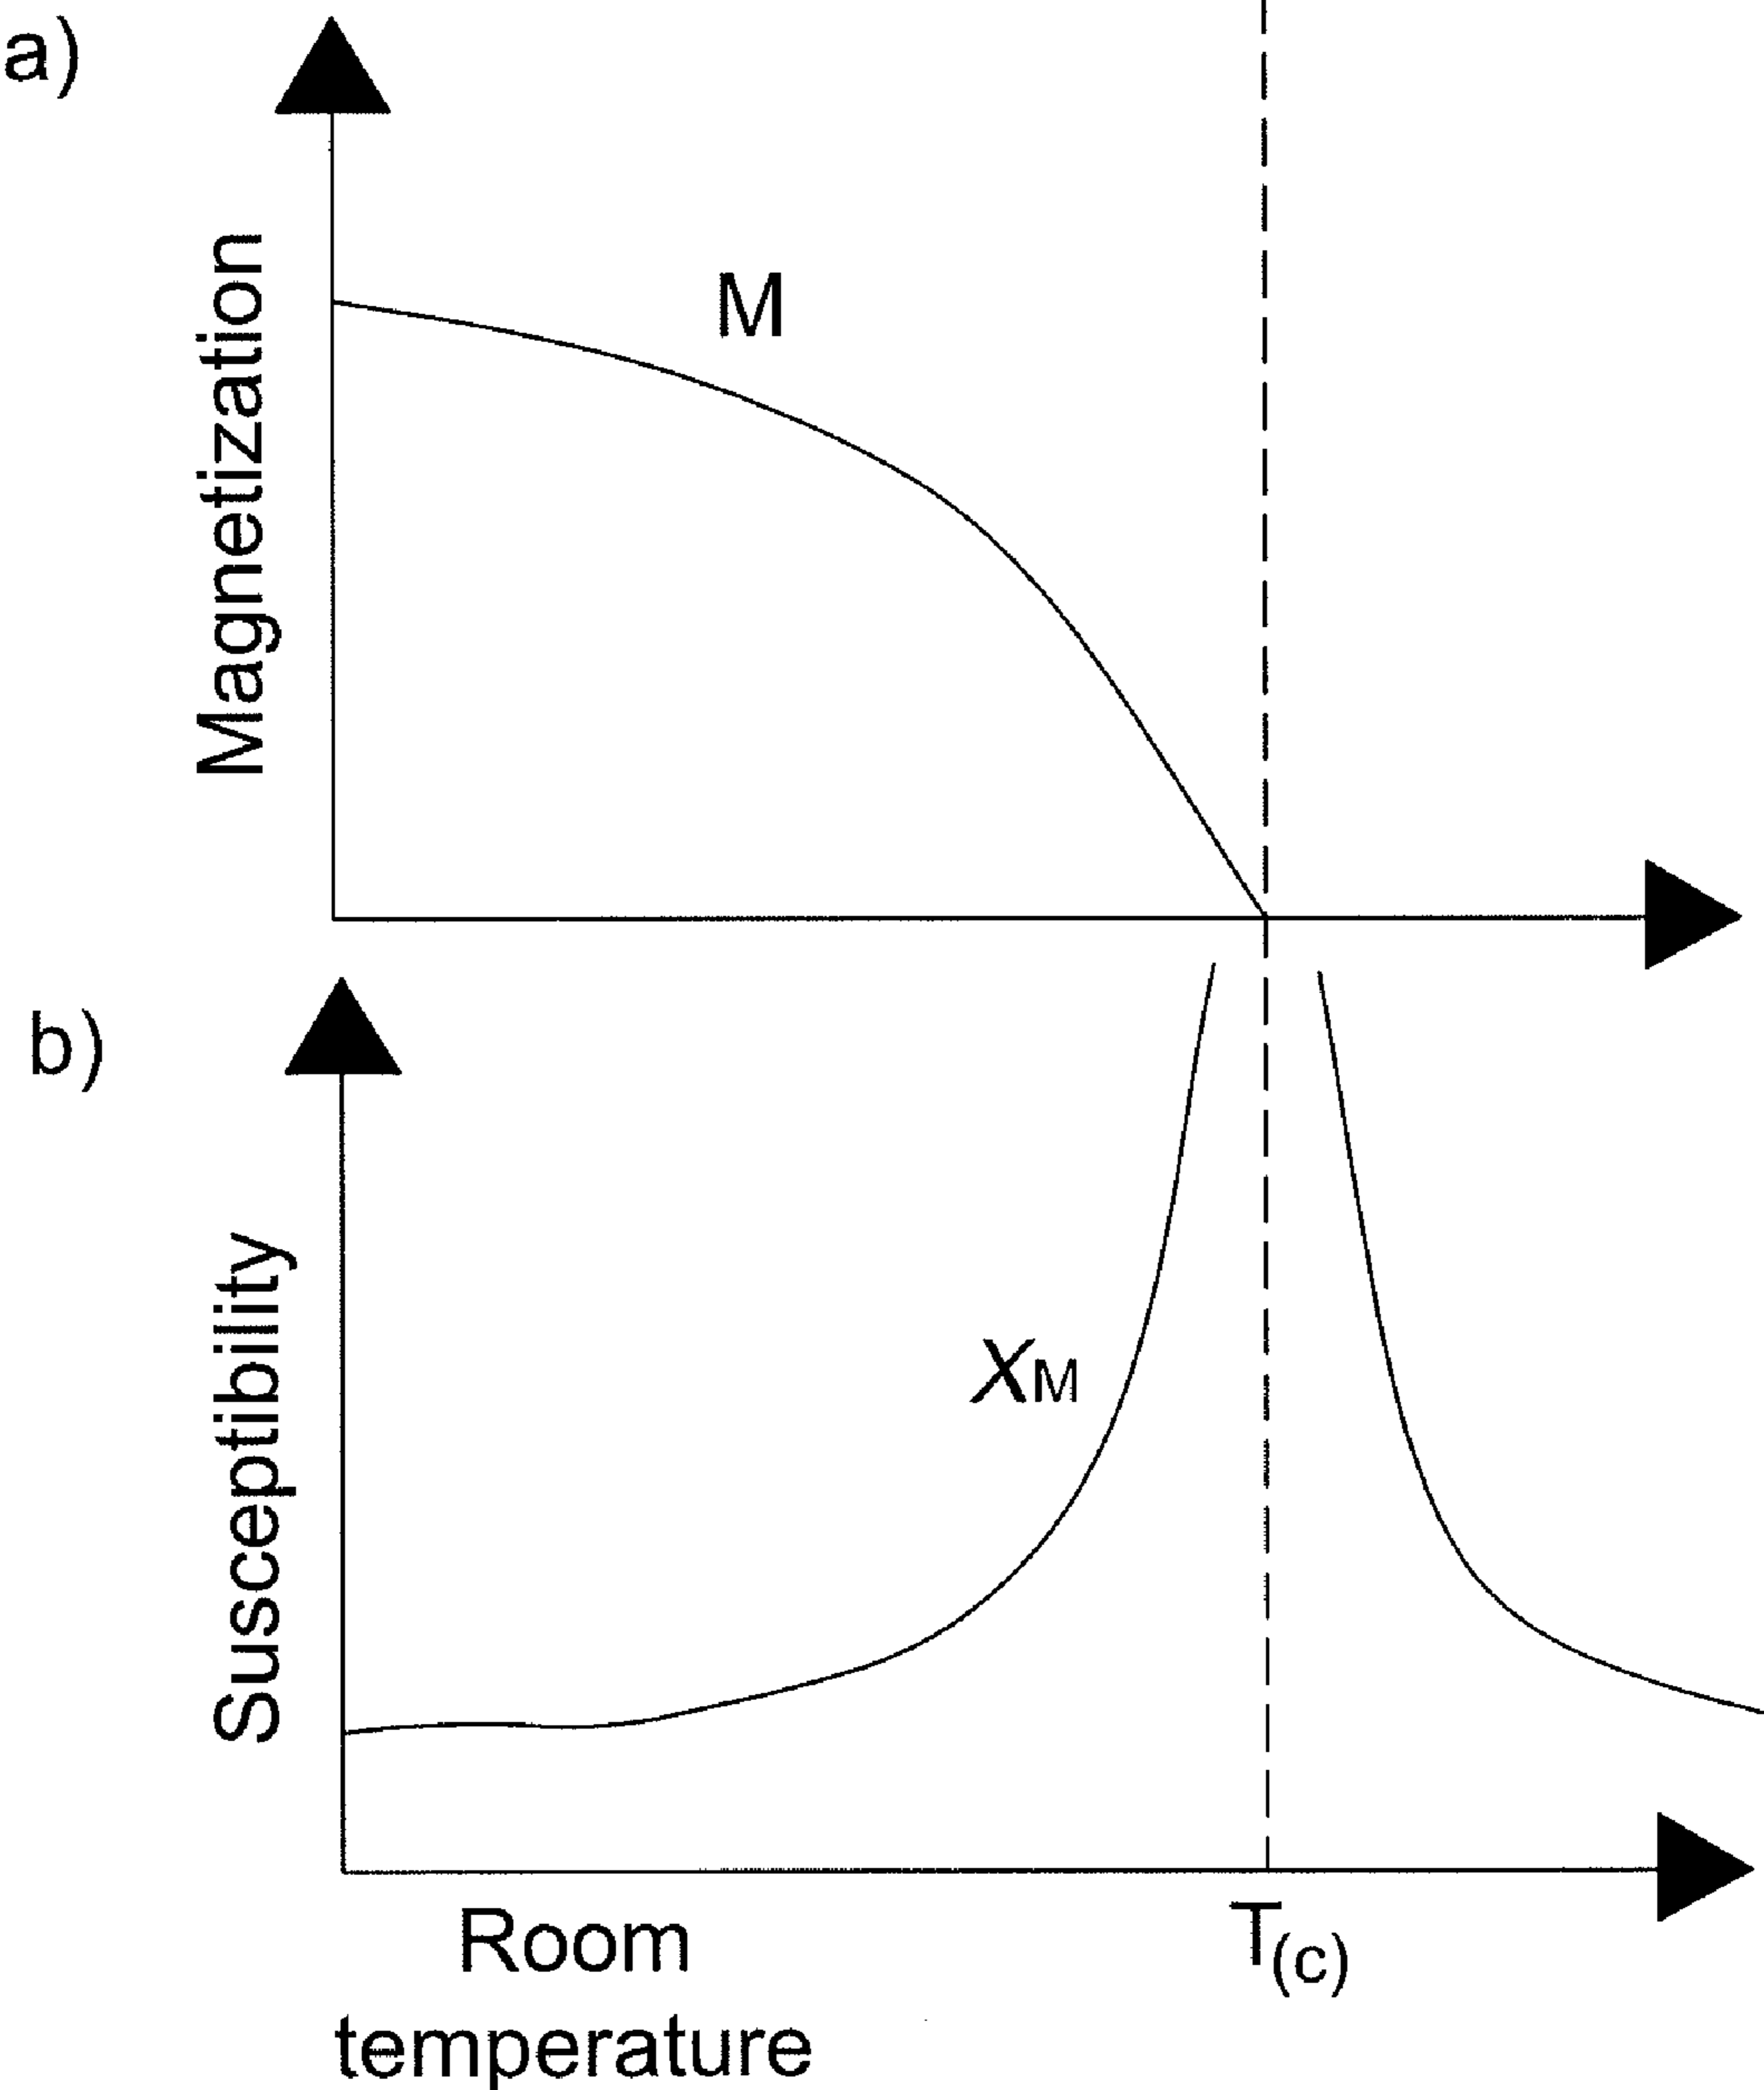 a)
Magnetization
M
b)
Susceptibility
XM
Room
temperature
T(c)